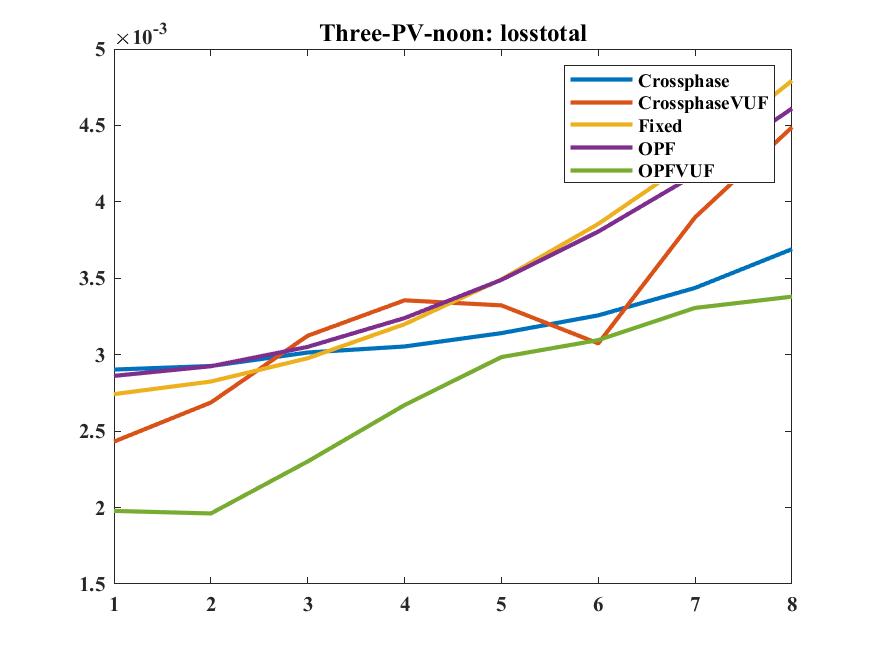 Three-PV-noon: losstotal
×10-3
5
4.5
4
3.5
3
2.5
2
1.5
1 2 3 4 5 6 7 8
Crossphase
CrossphaseVUF
Fixed
OPF
OPFVUF